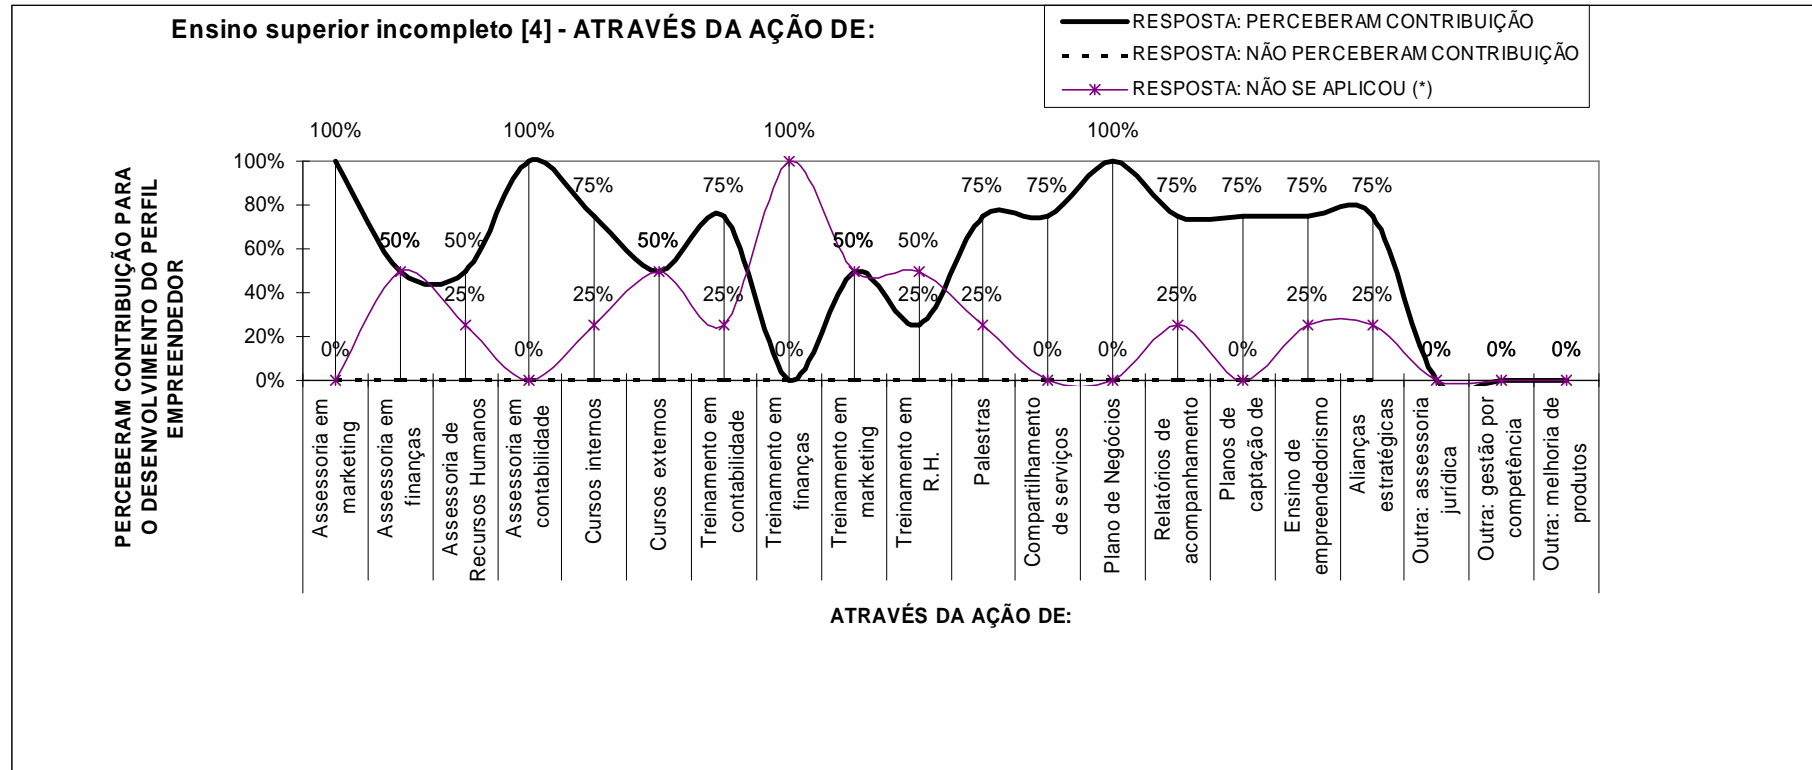 Ensino superior incompleto [4] - ATRAVÉS DA AÇÃO DE:
RESPOSTA: PERCEBERAM CONTRIBUIÇÃO
RESPOSTA: NÃO PERCEBERAM CONTRIBUIÇÃO
RESPOSTA: NÃO SE APLICOU (*)
PERCEBERAM CONTRIBUIÇÃO PARA
O DESENVOLVIMENTO DO PERFIL
EMPREENDEDOR
100%
80%
60%
40%
20%
0%
100% 100% 100% 100%
75% 75% 75% 75% 75% 75% 75% 75%
50% 50% 50% 50% 50%
25% 25% 25% 25% 25% 25% 25% 25%
0% 0% 0% 0% 0% 0% 0% 0% 0%
Assessoria em
marketing
Assessoria em
finanças
Assessoria de
Recursos Humanos
Assessoria em
contabilidade
Cursos internos
Cursos externos
Treinamento em
contabilidade
Treinamento em
finanças
Treinamento em
marketing
Treinamento em
R.H.
Palestras
Compartilhamento
de serviços
Plano de Negócios
Relatórios de
acompanhamento
Planos de
captação de
Ensino de
empreendedorismo
Alianças
estratégicas
Outra: assessoria
jurídica
Outra: gestão por
competência
Outra: melhoria de
produtos
ATRAVÉS DA AÇÃO DE: